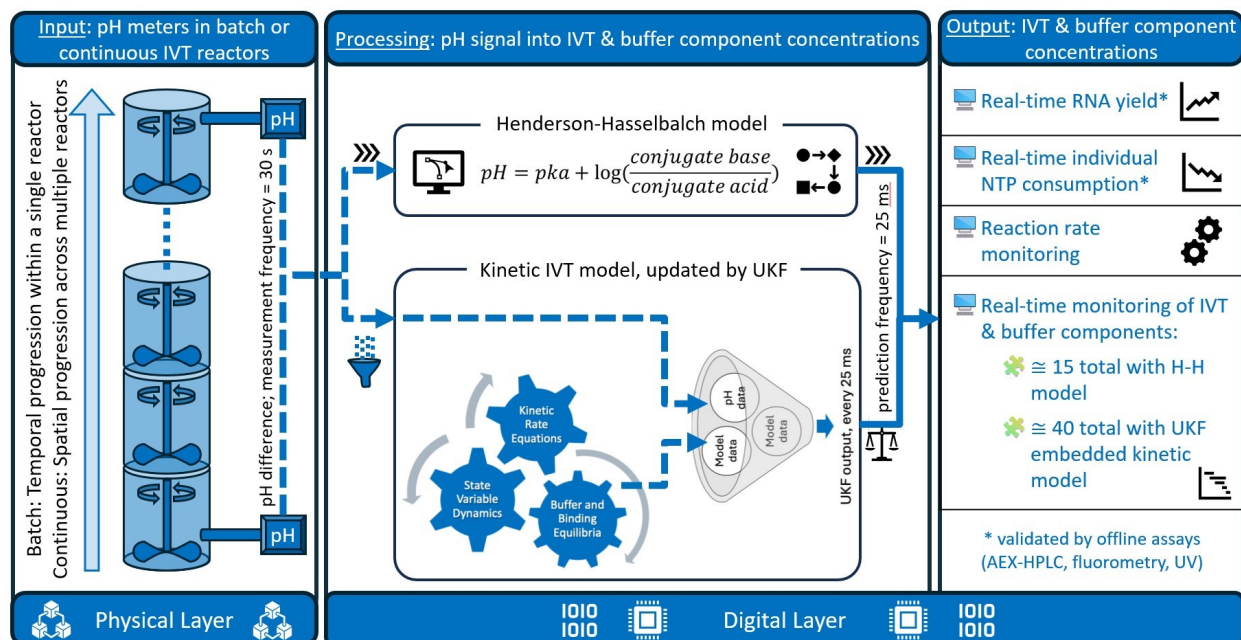 Input: pH meters in batch or
continuous IVT reactors
Batch: Temporal progression within a single reactor
Continuous: Spatial progression across multiple reactors
pH
pH difference; measurement frequency = 30 s
pH
Physical Layer
Processing: pH signal into IVT & buffer component concentrations
Henderson-Hasselbalch model
pH = pka + log(conjugate base/conjugate acid)
Kinetic IVT model, updated by UKF
Kinetic
Rate
Equations
State
Variable
Dynamics
Buffer and
Binding
Equilibria
pH
data
Model
data
Model
data
UKF output, every 25 ms
prediction frequency = 25 ms
IOIO
IOIO
Digital Layer
IOIO
IOIO
Output: IVT & buffer component
concentrations
Real-time RNA yield*
Real-time individual
NTP consumption*
Reaction rate
monitoring
Real-time monitoring of IVT
& buffer components:
≅ 15 total with H-H
model
≅ 40 total with UKF
embedded kinetic
model
* validated by offline assays
(AEX-HPLC, fluorometry, UV)